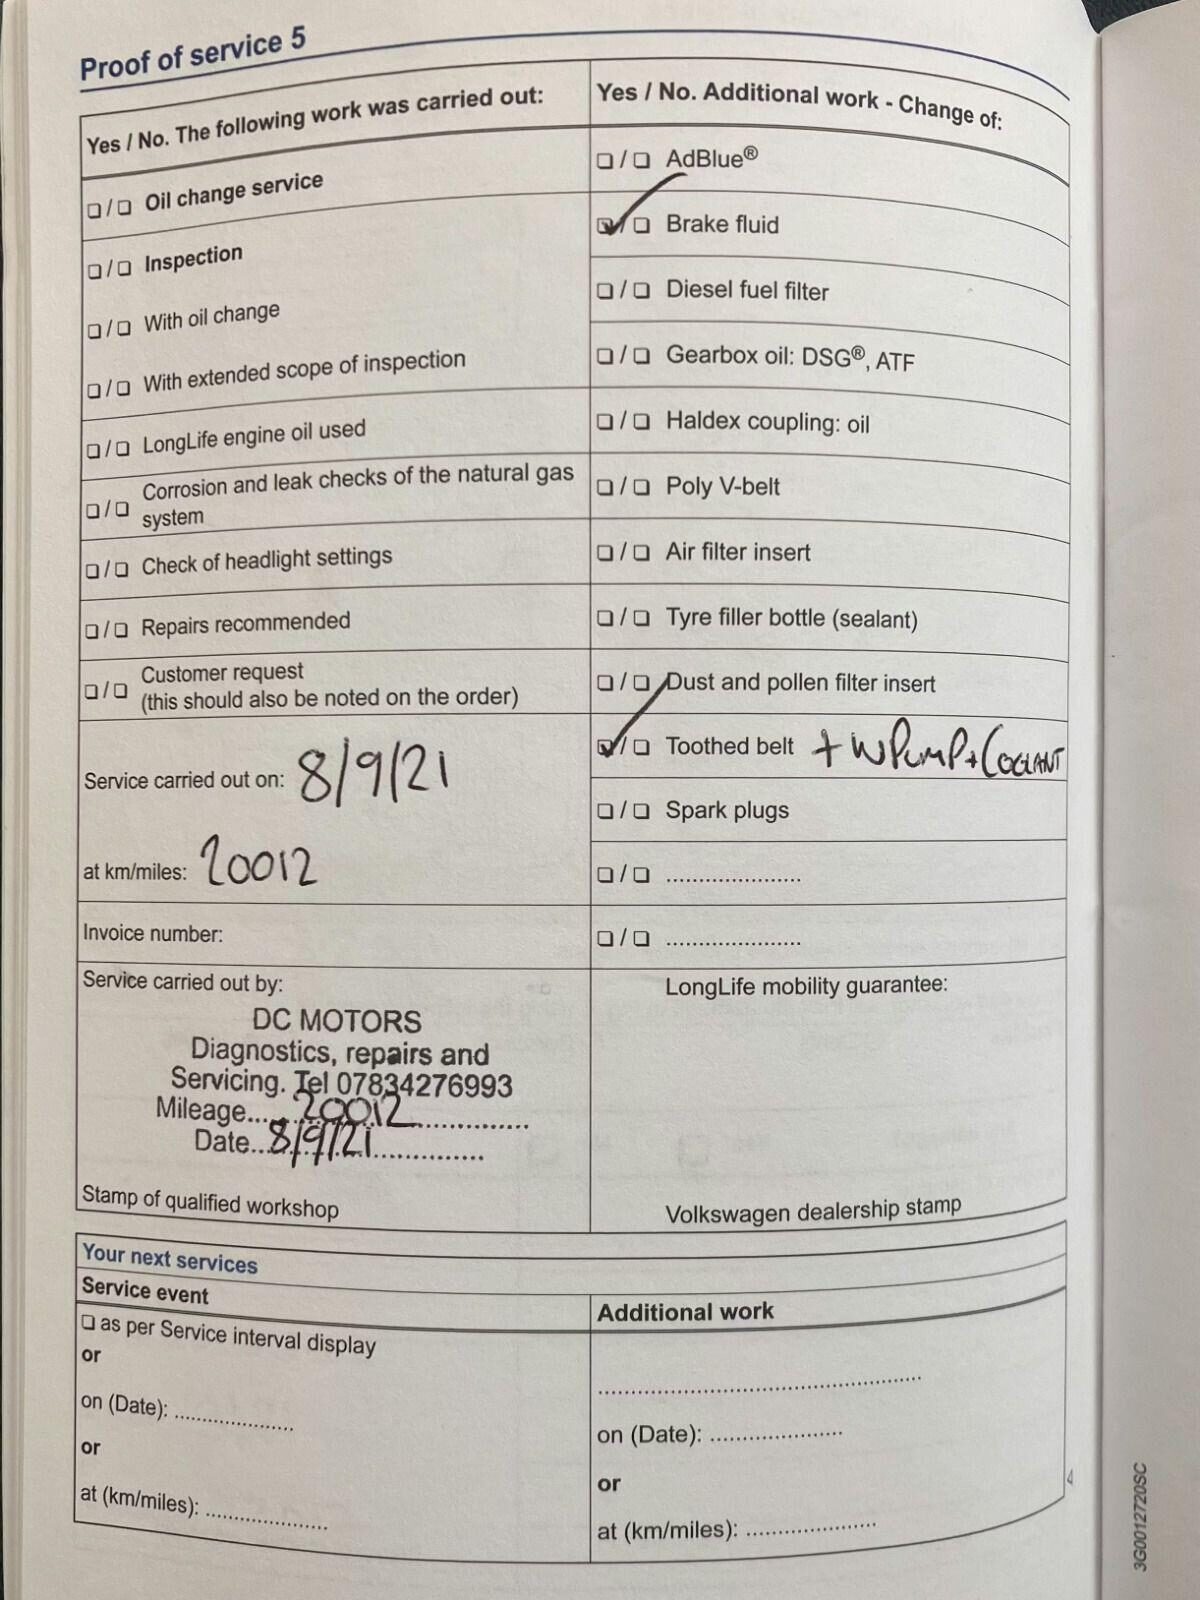 Proof of service 5
Yes / No. The following work was carried out:
❑ / ❑ Oil change service
❑ / ❑ Inspection
❑ / ❑ With oil change
❑ / ❑ With extended scope of inspection
❑ / ❑ LongLife engine oil used
❑ / ❑ Corrosion and leak checks of the natural gas
system
❑ / ❑ Check of headlight settings
❑ / ❑ Repairs recommended
❑ / ❑ Customer request
(this should also be noted on the order)
Service carried out on: 8/9/21
at km/miles: 20012
Invoice number:
Service carried out by:
DC MOTORS
Diagnostics, repairs and
Servicing. Tel 07834276993
Mileage....20012..............
Date...8/9/21................
Stamp of qualified workshop
Yes / No. Additional work - Change of:
❑ / ❑ AdBlue®
☑ / ❑ Brake fluid
❑ / ❑ Diesel fuel filter
❑ / ❑ Gearbox oil: DSG®, ATF
❑ / ❑ Haldex coupling: oil
❑ / ❑ Poly V-belt
❑ / ❑ Air filter insert
❑ / ❑ Tyre filler bottle (sealant)
❑ / ❑ Dust and pollen filter insert
☑ / ❑ Toothed belt + W PUMP + COOLANT
❑ / ❑ Spark plugs
❑ / ❑ ......................
❑ / ❑ ......................
LongLife mobility guarantee:
Volkswagen dealership stamp
Your next services
Service event
❑ as per Service interval display
or
on (Date): ....................
or
at (km/miles): ....................
Additional work
......................................................
on (Date): ......................
or
at (km/miles): ......................
4
3G0012720SC